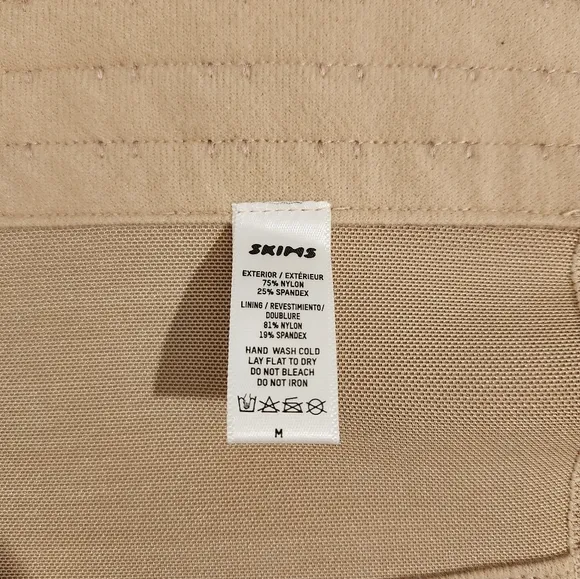 SKIMS
EXTERIOR / EXTÉRIEUR
75% NYLON
25% SPANDEX
LINING / REVESTIMIENTO/
DOUBLURE
81% NYLON
19% SPANDEX
HAND WASH COLD
LAY FLAT TO DRY
DO NOT BLEACH
DO NOT IRON
M